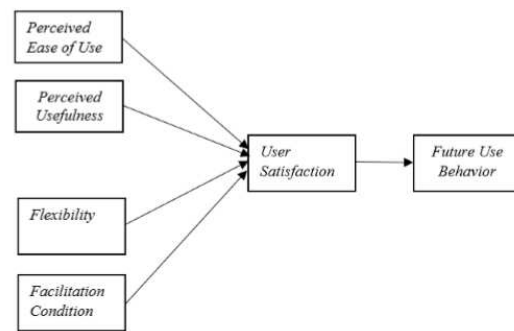 Perceived
Ease of Use
Perceived
Usefulness
User
Satisfaction
Future Use
Behavior
Flexibility
Facilitation
Condition